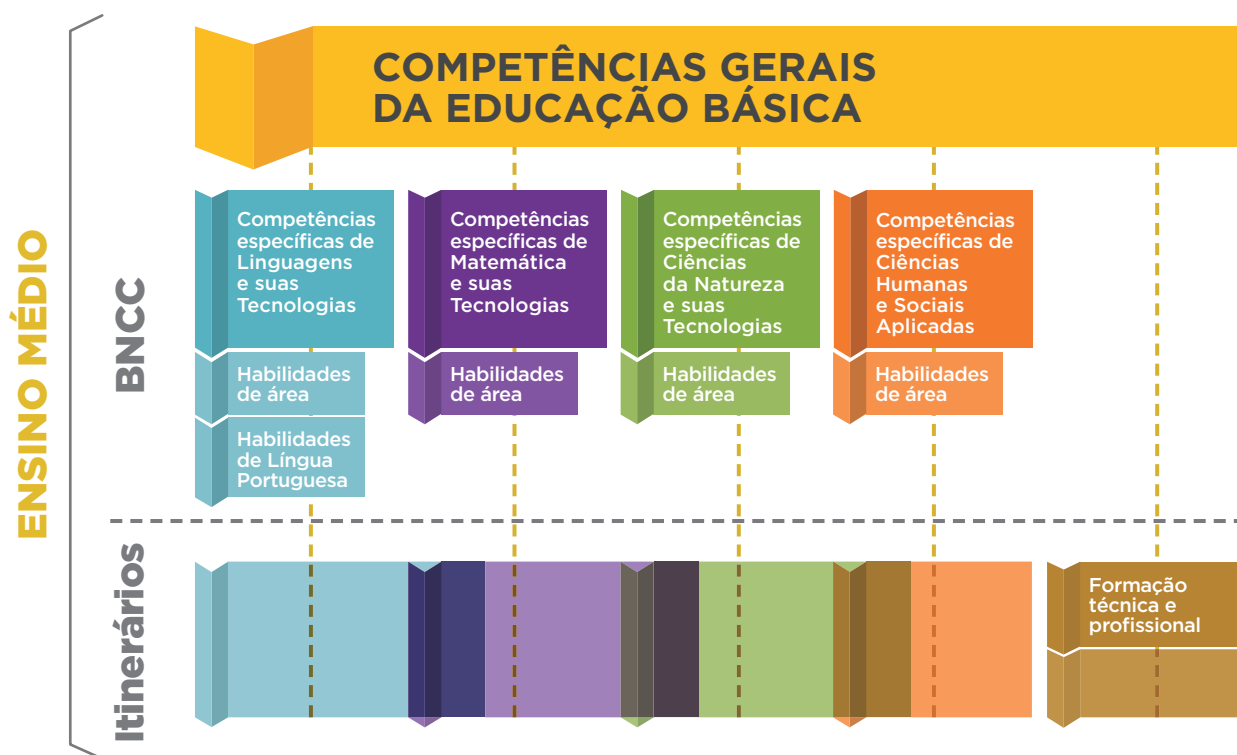 COMPETÊNCIAS GERAIS
DA EDUCAÇÃO BÁSICA
ENSINO MÉDIO
BNCC
Competências
específicas de
Linguagens
e suas
Tecnologias
Habilidades
de área
Habilidades
de Língua
Portuguesa
Competências
específicas de
Matemática
e suas
Tecnologias
Habilidades
de área
Competências
específicas de
Ciências
da Natureza
e suas
Tecnologias
Habilidades
de área
Competências
específicas de
Ciências
Humanas
e Sociais
Aplicadas
Habilidades
de área
Itinerários
Formação
técnica e
profissional